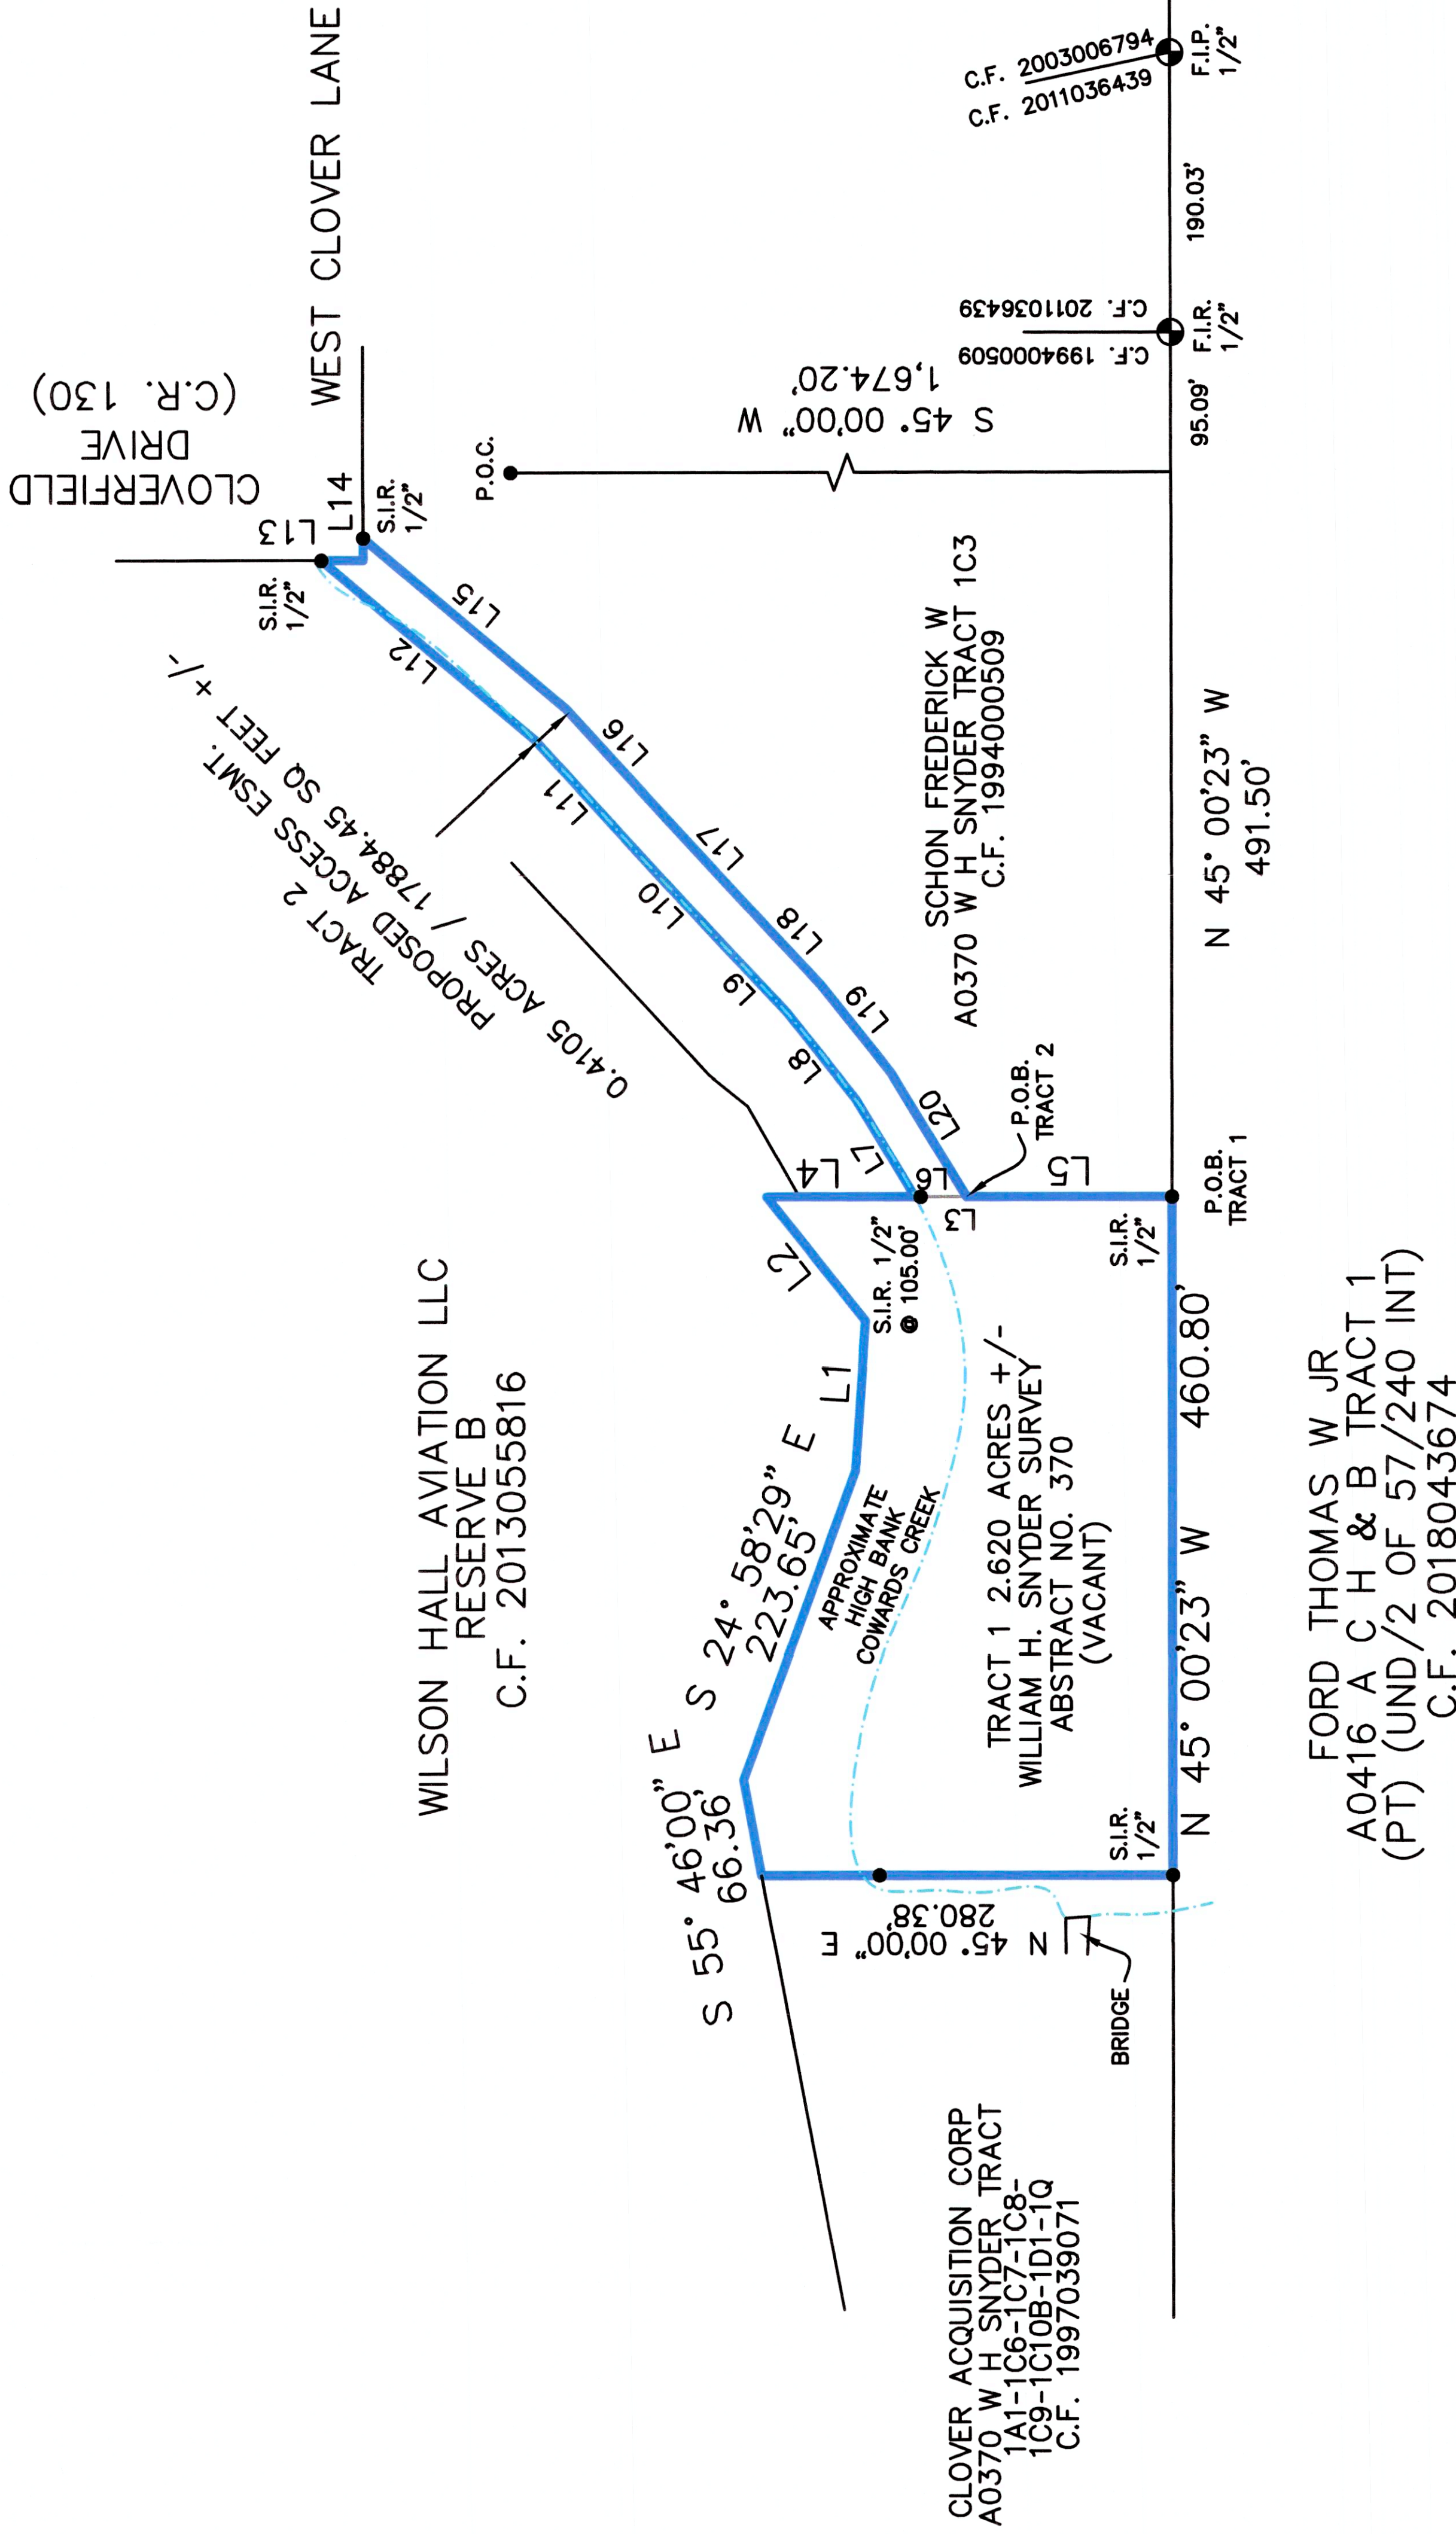 CLOVERFIELD
DRIVE
(C.R. 130)
WEST CLOVER LANE
L13
L14
S.I.R.
1/2"
S.I.R.
1/2"
P.O.C.
S 45° 00'00" W
1,674.20'
C.F. 2003006794
C.F. 2011036439
F.I.P.
1/2"
190.03'
C.F. 2011036439
C.F. 1994000509
F.I.R.
1/2"
95.09'
TRACT 2
PROPOSED ACCESS ESMT.
0.4105 ACRES / 17884.45 SQ FEET +/-
L12
L15
L11
L16
L10
L17
L9
L18
L8
L19
L7
L20
SCHON FREDERICK W
A0370 W H SNYDER TRACT 1C3
C.F. 1994000509
N 45° 00'23" W
491.50'
P.O.B.
TRACT 2
L4
L6
L3
L5
P.O.B.
TRACT 1
S.I.R.
1/2"
L2
S.I.R. 1/2"
@ 105.00'
L1
WILSON HALL AVIATION LLC
RESERVE B
C.F. 2013055816
S 24° 58'29" E
223.65'
S 55° 46'00" E
66.36'
APPROXIMATE
HIGH BANK
COWARDS CREEK
TRACT 1 2.620 ACRES +/-
WILLIAM H. SNYDER SURVEY
ABSTRACT NO. 370
(VACANT)
N 45° 00'23" W 460.80'
S.I.R.
1/2"
N 45° 00'00" E
280.38'
BRIDGE
FORD THOMAS W JR
A0416 A C H & B TRACT 1
(PT) (UND/2 OF 57/240 INT)
C.F. 2018043674
CLOVER ACQUISITION CORP
A0370 W H SNYDER TRACT
1A1-1C6-1C7-1C8-
1C9-1C10B-1D1-1Q
C.F. 1997039071